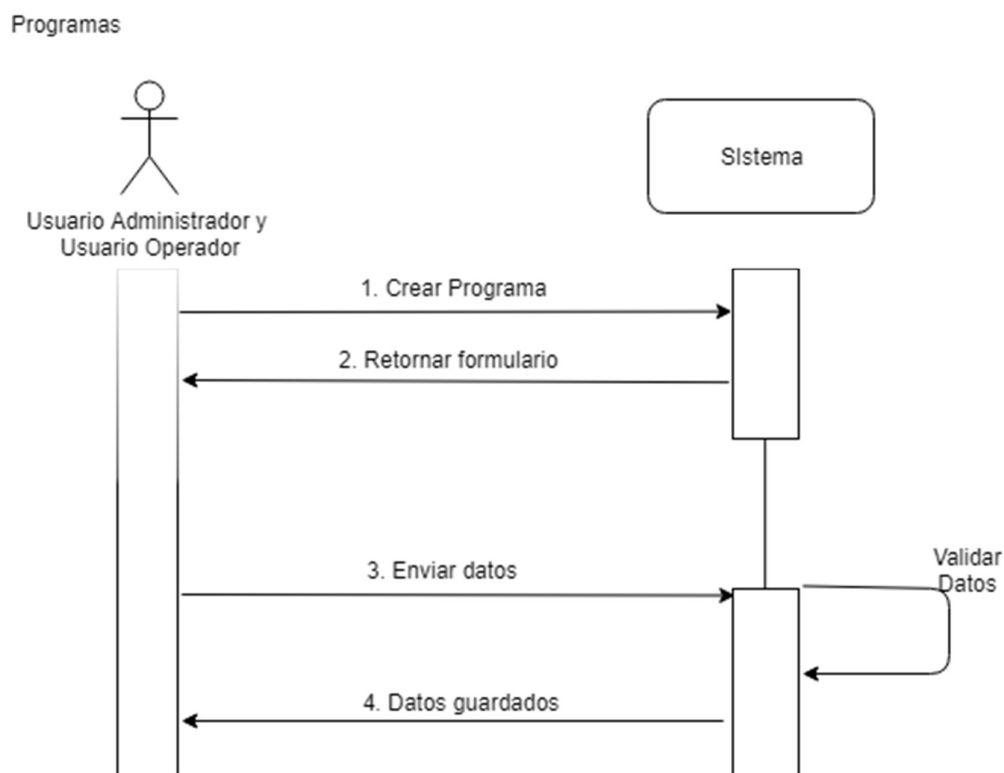 Programas
SIstema
Usuario Administrador y
Usuario Operador
1. Crear Programa
2. Retornar formulario
3. Enviar datos
Validar
Datos
4. Datos guardados